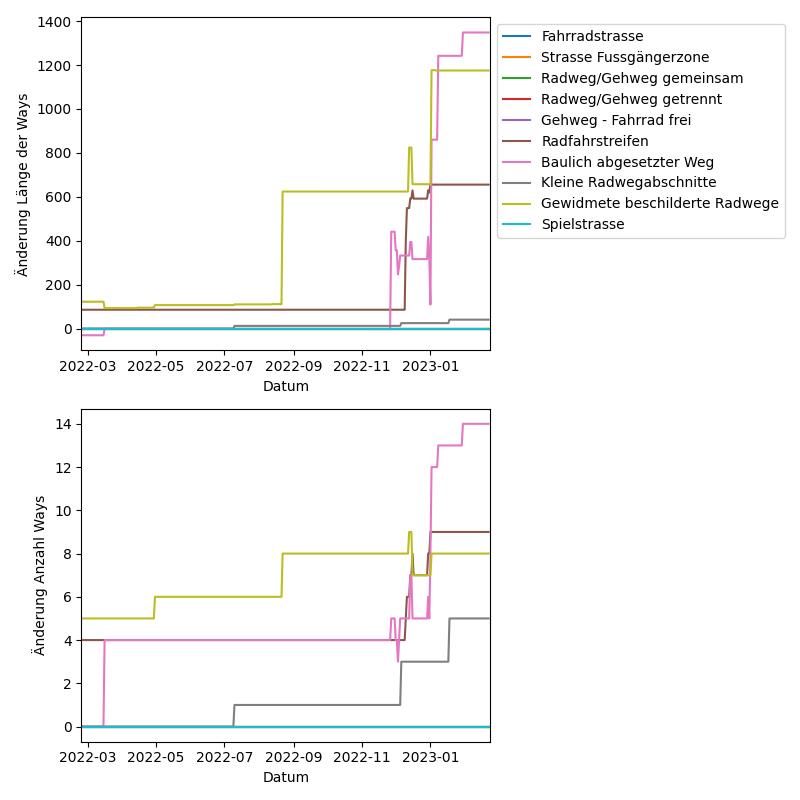 Änderung Länge der Ways
1400
1200
1000
800
600
400
200
0
2022-03 2022-05 2022-07 2022-09 2022-11 2023-01
Datum
Fahrradstrasse
Strasse Fussgängerzone
Radweg/Gehweg gemeinsam
Radweg/Gehweg getrennt
Gehweg - Fahrrad frei
Radfahrstreifen
Baulich abgesetzter Weg
Kleine Radwegabschnitte
Gewidmete beschilderte Radwege
Spielstrasse
Änderung Anzahl Ways
14
12
10
8
6
4
2
0
2022-03 2022-05 2022-07 2022-09 2022-11 2023-01
Datum